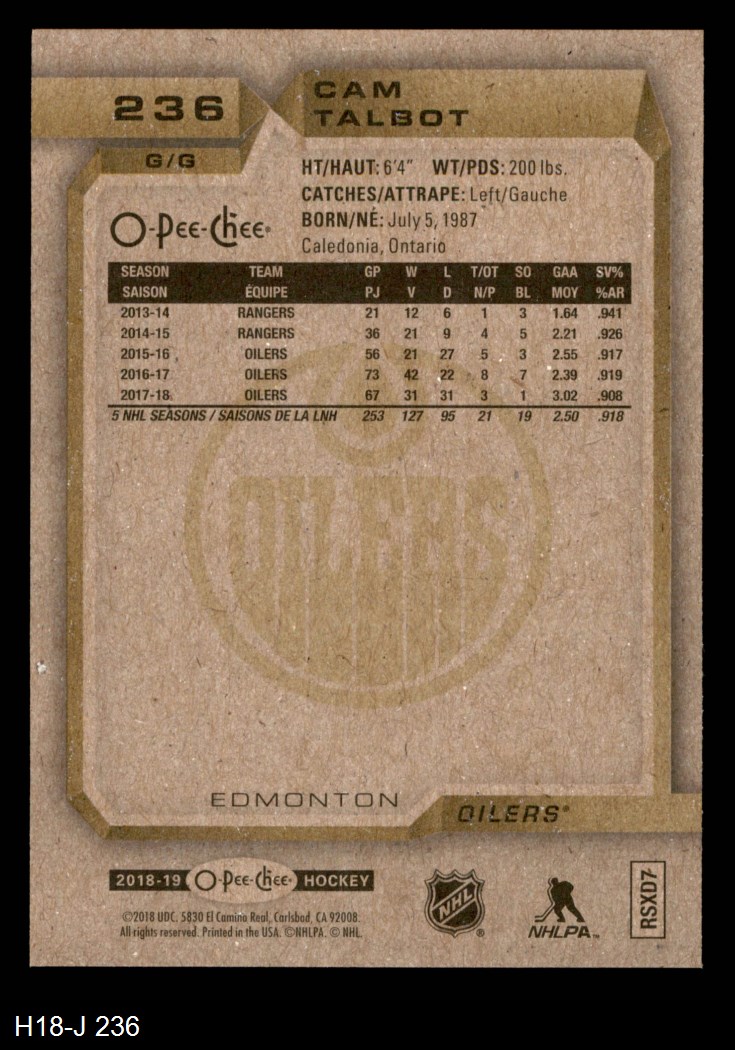 236
CAM
TALBOT
G/G
HT/HAUT: 6'4" WT/PDS: 200 lbs.
CATCHES/ATTRAPE: Left/Gauche
BORN/NÉ: July 5, 1987
Caledonia, Ontario
O-Pee-Chee®
SEASON TEAM GP W L T/OT SO GAA SV%
SAISON ÉQUIPE PJ V D N/P BL MOY %AR
2013-14 RANGERS 21 12 6 1 3 1.64 .941
2014-15 RANGERS 36 21 9 4 5 2.21 .926
2015-16 OILERS 56 21 27 5 3 2.55 .917
2016-17 OILERS 73 42 22 8 7 2.39 .919
2017-18 OILERS 67 31 31 3 1 3.02 .908
5 NHL SEASONS / SAISONS DE LA LNH 253 127 95 21 19 2.50 .918
OILERS
EDMONTON
OILERS®
2018-19 O-Pee-Chee® HOCKEY
©2018 UDC. 5830 El Camino Real, Carlsbad, CA 92008.
All rights reserved. Printed in the USA. ©NHLPA. © NHL.
NHL ®
NHLPA™
RSXD7
H18-J 236